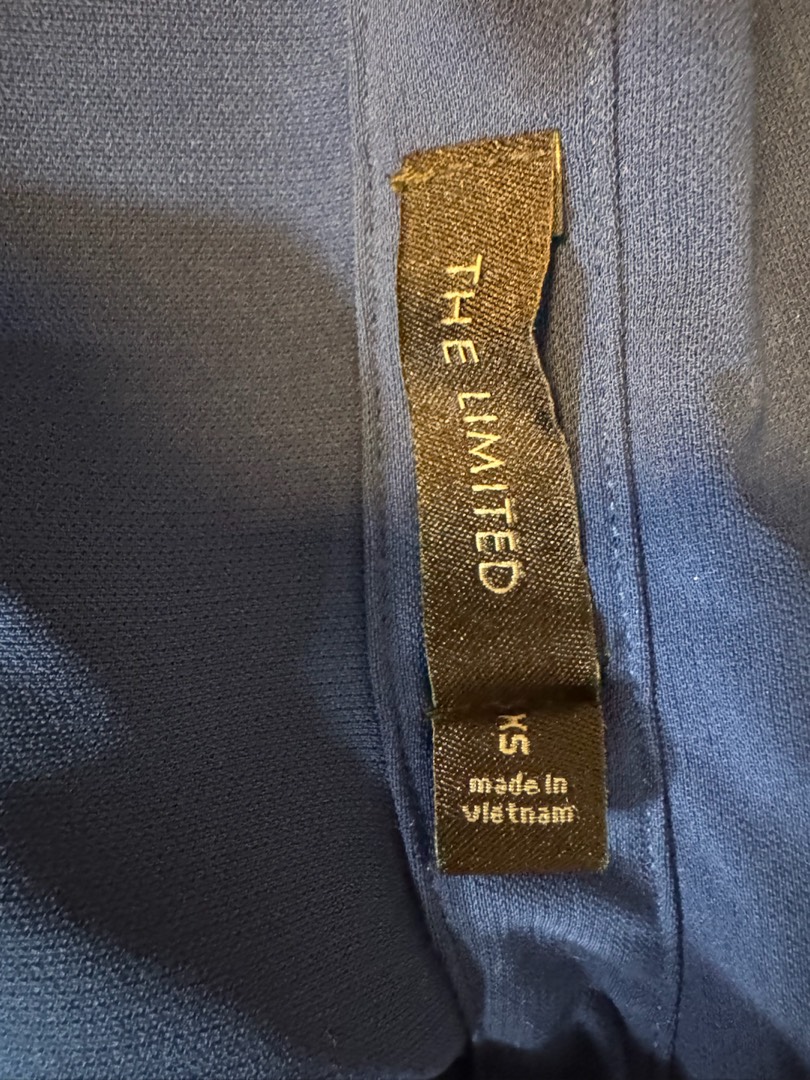 THE LIMITED
XS
made in
vietnam